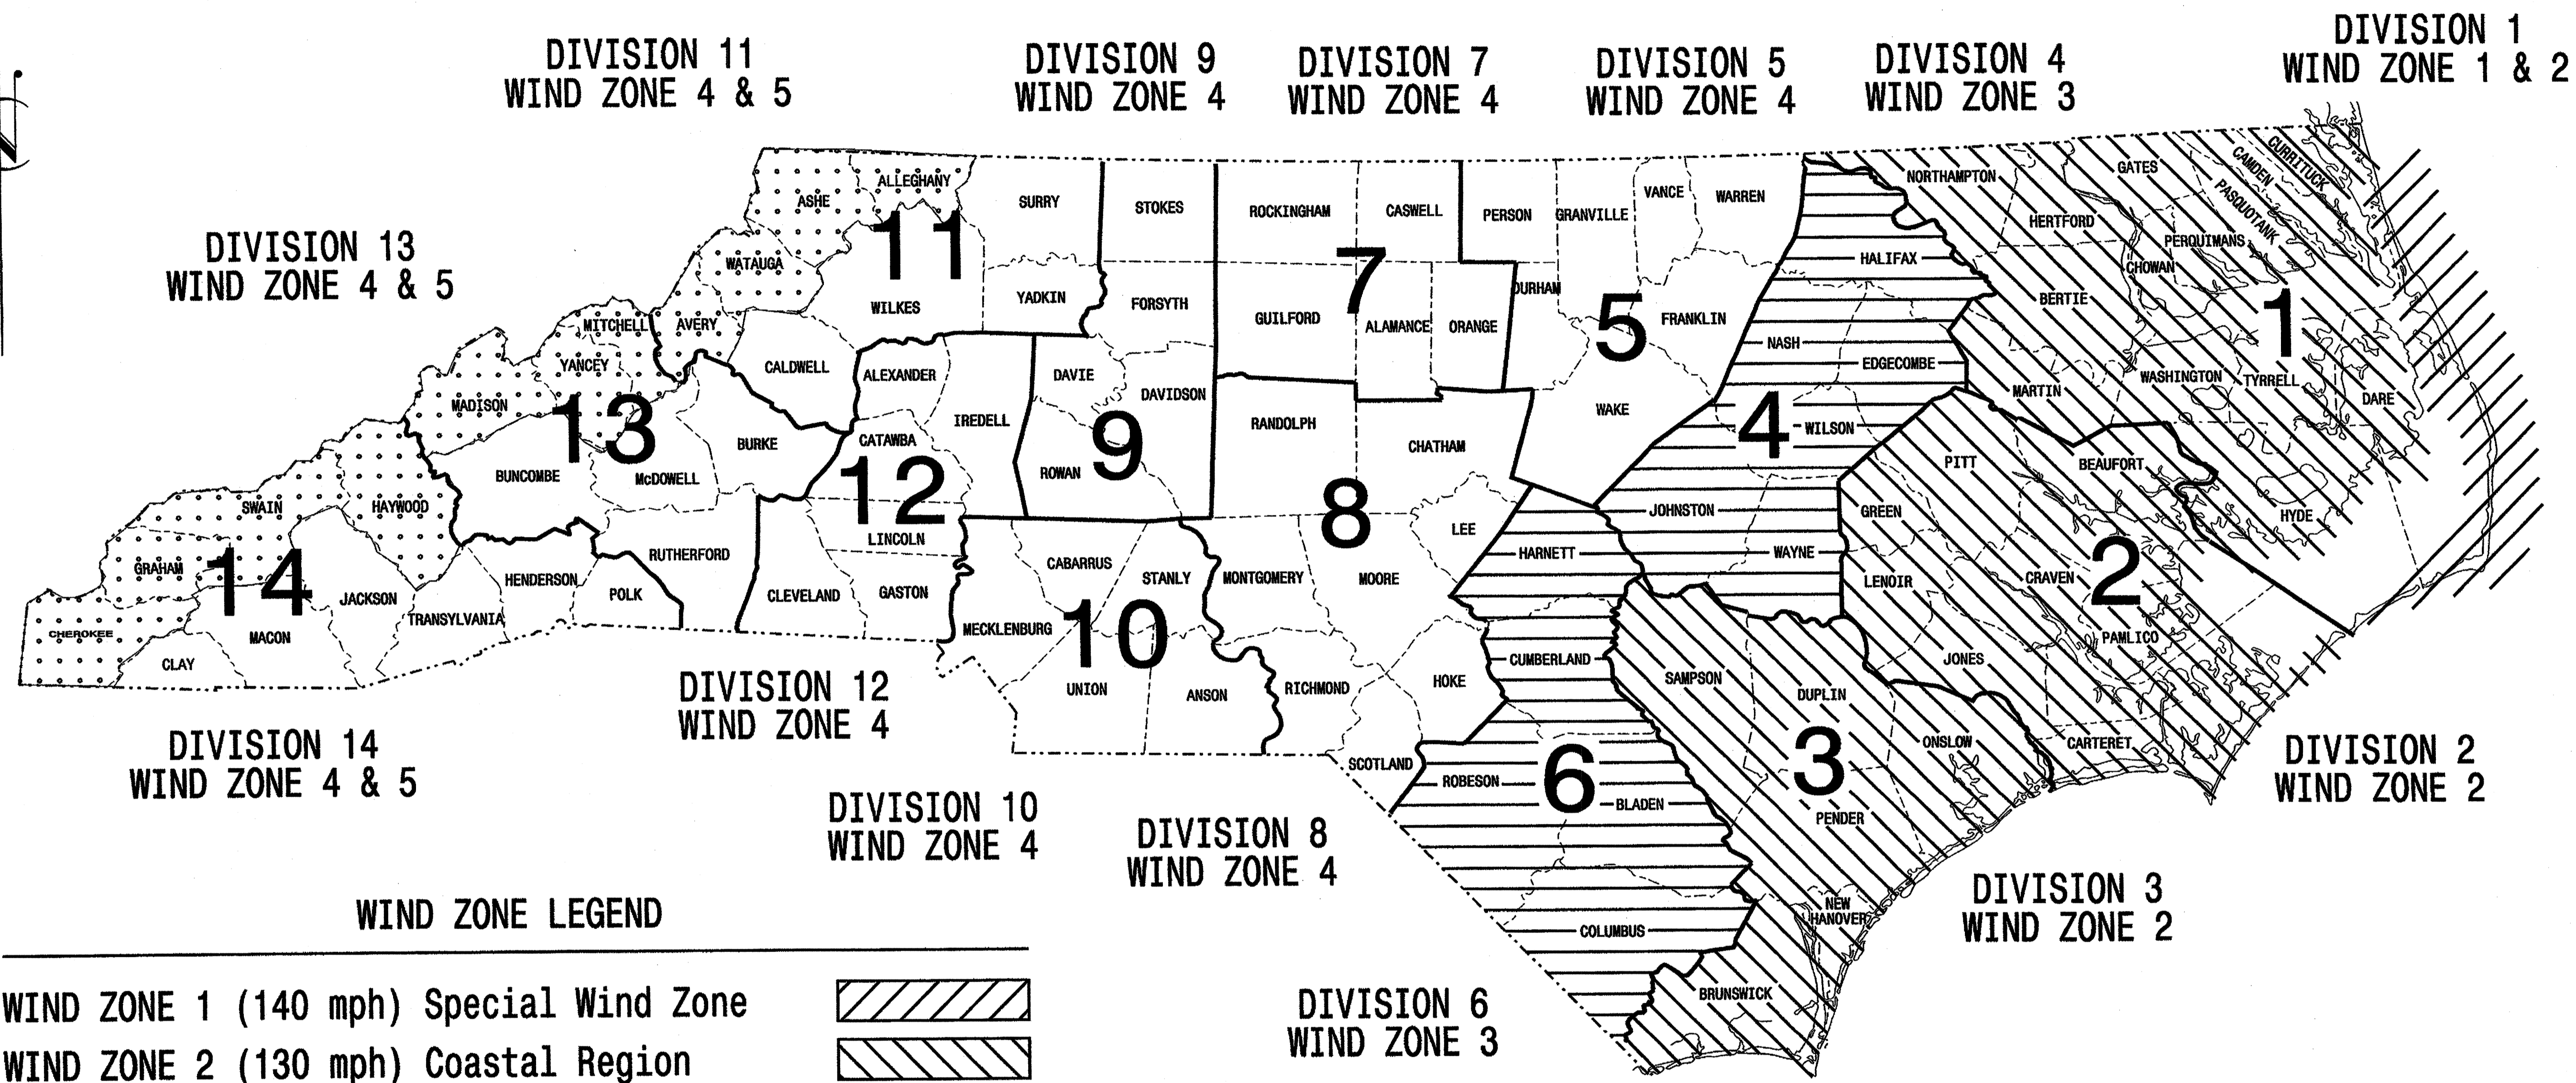 DIVISION 11
WIND ZONE 4 & 5
DIVISION 9
WIND ZONE 4
DIVISION 7
WIND ZONE 4
DIVISION 5
WIND ZONE 4
DIVISION 4
WIND ZONE 3
DIVISION 1
WIND ZONE 1 & 2
DIVISION 13
WIND ZONE 4 & 5
N
ASHE
ALLEGHANY
11
WATAUGA
WILKES
SURRY
YADKIN
STOKES
FORSYTH
ROCKINGHAM
CASWELL
7
GUILFORD
ALAMANCE
ORANGE
PERSON
GRANVILLE
VANCE
WARREN
DURHAM
5
FRANKLIN
WAKE
NORTHAMPTON
HALIFAX
NASH
EDGECOMBE
4
WILSON
JOHNSTON
WAYNE
GATES
CAMDEN
CURRITUCK
PASQUOTANK
HERTFORD
PERQUIMANS
CHOWAN
BERTIE
1
MARTIN
WASHINGTON
TYRRELL
DARE
HYDE
MITCHELL
AVERY
YANCEY
CALDWELL
MADISON
13
BURKE
BUNCOMBE
McDOWELL
RUTHERFORD
POLK
ALEXANDER
IREDELL
CATAWBA
12
LINCOLN
CLEVELAND
GASTON
DAVIE
DAVIDSON
9
ROWAN
RANDOLPH
CHATHAM
8
LEE
MONTGOMERY
MOORE
RICHMOND
HOKE
SCOTLAND
CABARRUS
STANLY
10
MECKLENBURG
UNION
ANSON
SWAIN
HAYWOOD
GRAHAM
14
JACKSON
HENDERSON
TRANSYLVANIA
CHEROKEE
MACON
CLAY
HARNETT
CUMBERLAND
6
ROBESON
BLADEN
COLUMBUS
PITT
BEAUFORT
GREEN
2
CRAVEN
LENOIR
PAMLICO
JONES
CARTERET
SAMPSON
DUPLIN
ONSLOW
3
PENDER
NEW
HANOVER
BRUNSWICK
DIVISION 14
WIND ZONE 4 & 5
DIVISION 12
WIND ZONE 4
DIVISION 10
WIND ZONE 4
DIVISION 8
WIND ZONE 4
DIVISION 6
WIND ZONE 3
DIVISION 3
WIND ZONE 2
DIVISION 2
WIND ZONE 2
WIND ZONE LEGEND
WIND ZONE 1 (140 mph) Special Wind Zone
WIND ZONE 2 (130 mph) Coastal Region